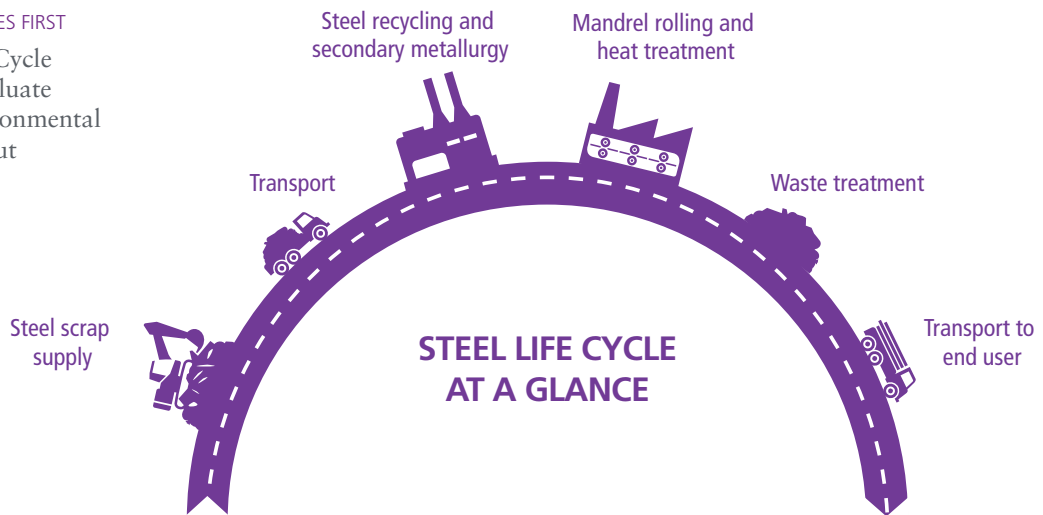 ES FIRST
Cycle
luate
onmental
ut
Steel recycling and
secondary metallurgy
Mandrel rolling and
heat treatment
Transport
Waste treatment
Steel scrap
supply
Transport to
end user
STEEL LIFE CYCLE
AT A GLANCE